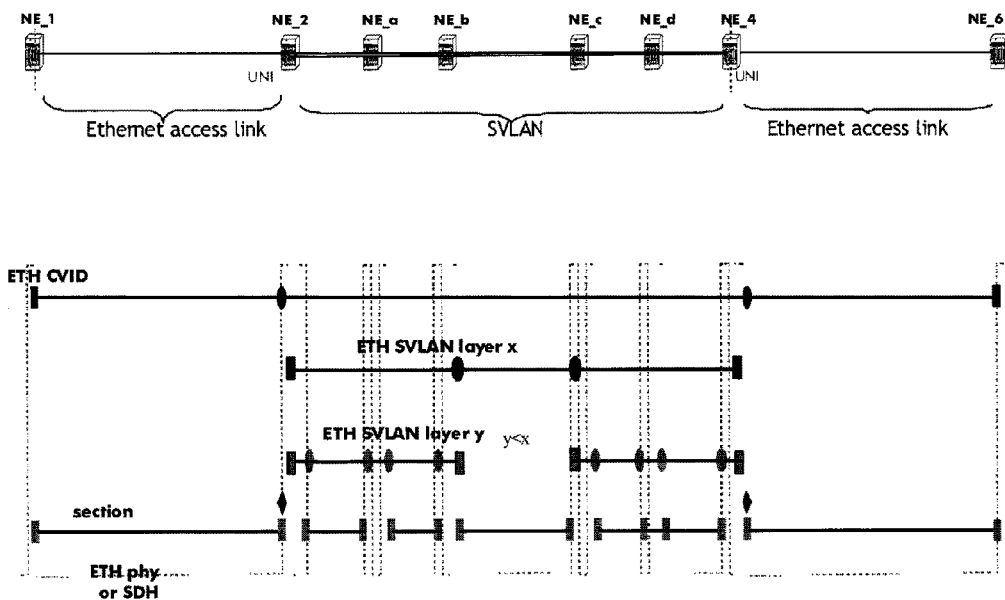 NE_1 NE_2 NE_a NE_b NE_c NE_d NE_4 NE_6
UNI UNI
Ethernet access link SVLAN Ethernet access link
ETH CVID
ETH SVLAN layer x
ETH SVLAN layer y y<x
section
ETH phy
or SDH